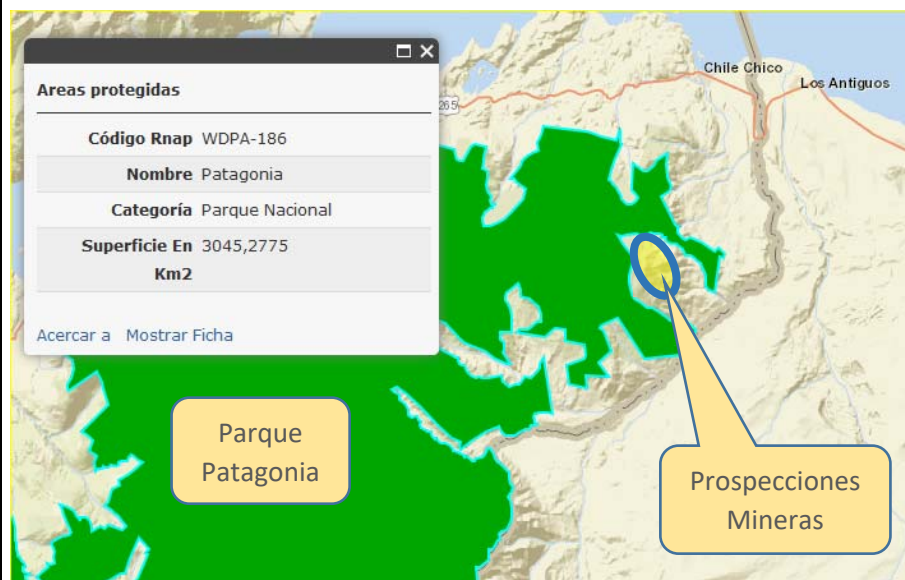 Areas protegidas
Código Rnap WDPA-186
Nombre Patagonia
Categoría Parque Nacional
Superficie En 3045,2775
Km2
Acercar a Mostrar Ficha
265
Chile Chico
Los Antiguos
Parque
Patagonia
Prospecciones
Mineras